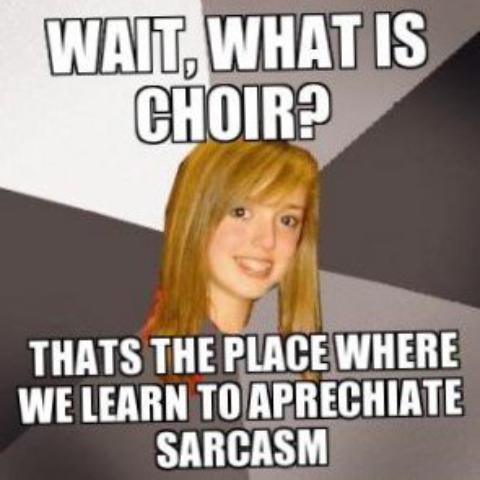 WAIT, WHAT IS
CHOIR?
THATS THE PLACE WHERE
WE LEARN TO APRECHIATE
SARCASM